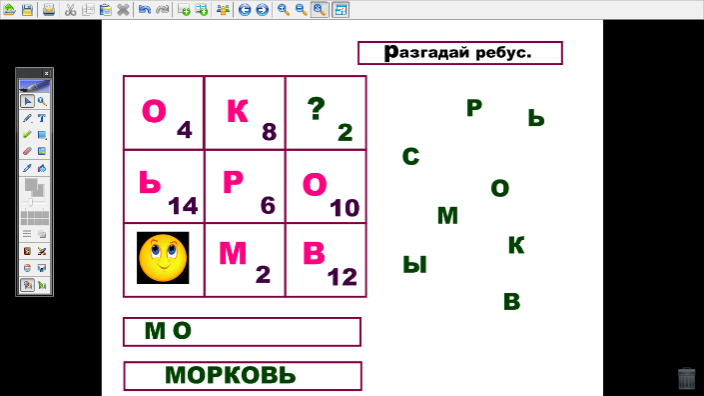 Разгадай ребус.
О 4 К 8 ? 2
Ь 14 Р 6 О 10
М 2 В 12
Р Ь
С
О
М
К
Ы
В
М О
МОРКОВЬ